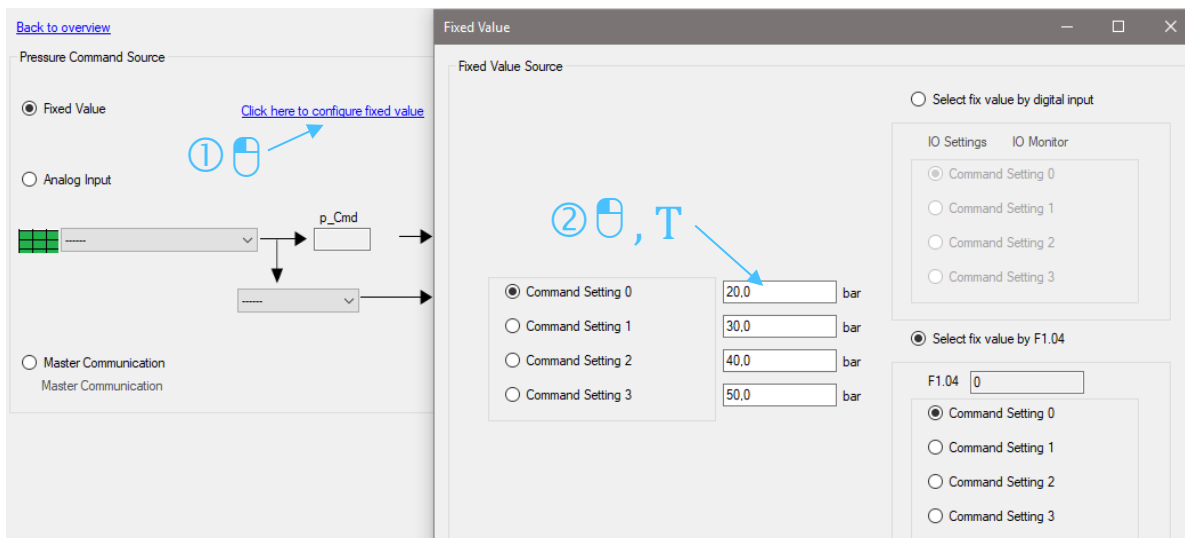 Back to overview
Pressure Command Source
Fixed Value
Click here to configure fixed value
①
Analog Input
p_Cmd
------
------
Master Communication
Master Communication
Fixed Value
Fixed Value Source
② , T
Command Setting 0 20,0 bar
Command Setting 1 30,0 bar
Command Setting 2 40,0 bar
Command Setting 3 50,0 bar
Select fix value by digital input
IO Settings IO Monitor
Command Setting 0
Command Setting 1
Command Setting 2
Command Setting 3
Select fix value by F1.04
F1.04 0
Command Setting 0
Command Setting 1
Command Setting 2
Command Setting 3